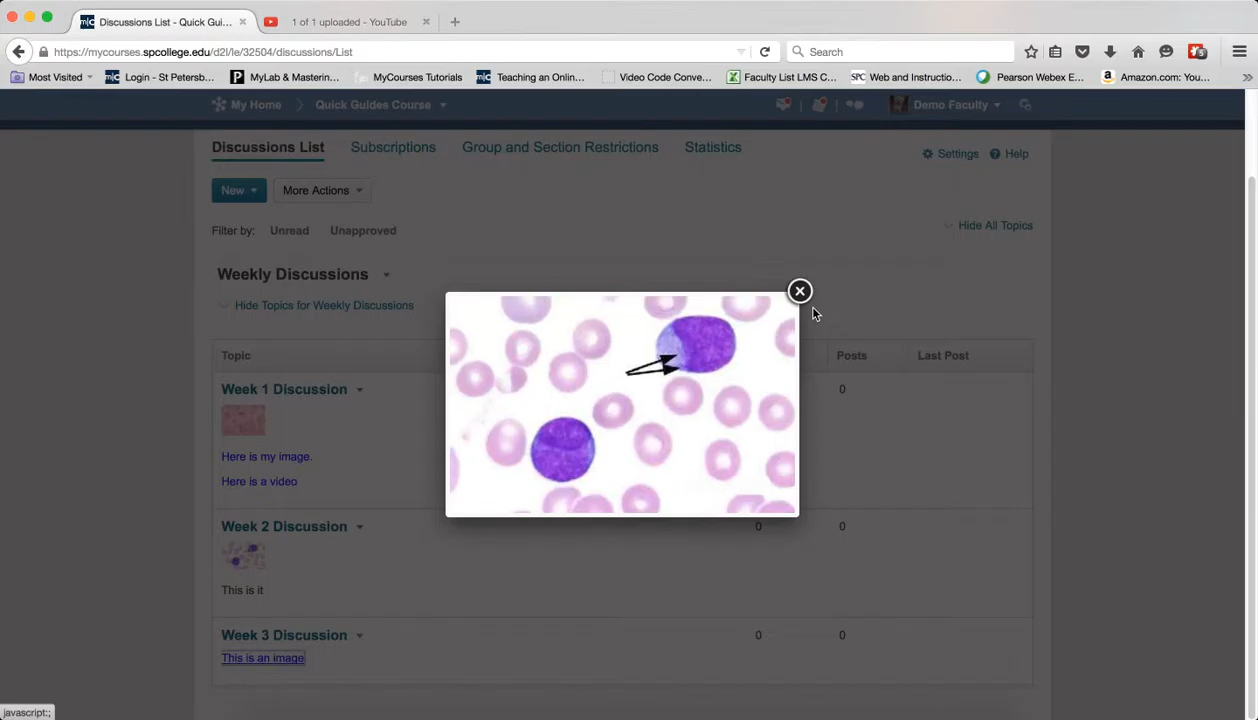 Discussions List - Quick Gui...
1 of 1 uploaded - YouTube
https://mycourses.spcollege.edu/d2l/le/32504/discussions/List
Search
Most Visited
Login - St Petersb...
MyLab & Masterin...
MyCourses Tutorials
Teaching an Onlin...
Video Code Conve...
Faculty List LMS C...
Web and Instructio...
Pearson Webex E...
Amazon.com: You...
My Home
Quick Guides Course
Demo Faculty
Discussions List
Subscriptions
Group and Section Restrictions
Statistics
Settings
Help
New
More Actions
Filter by:
Unread
Unapproved
Hide All Topics
Weekly Discussions
Hide Topics for Weekly Discussions
Topic
Posts
Last Post
Week 1 Discussion
0
Here is my image.
Here is a video
Week 2 Discussion
0
0
This is it
Week 3 Discussion
0
0
This is an image
javascript:;